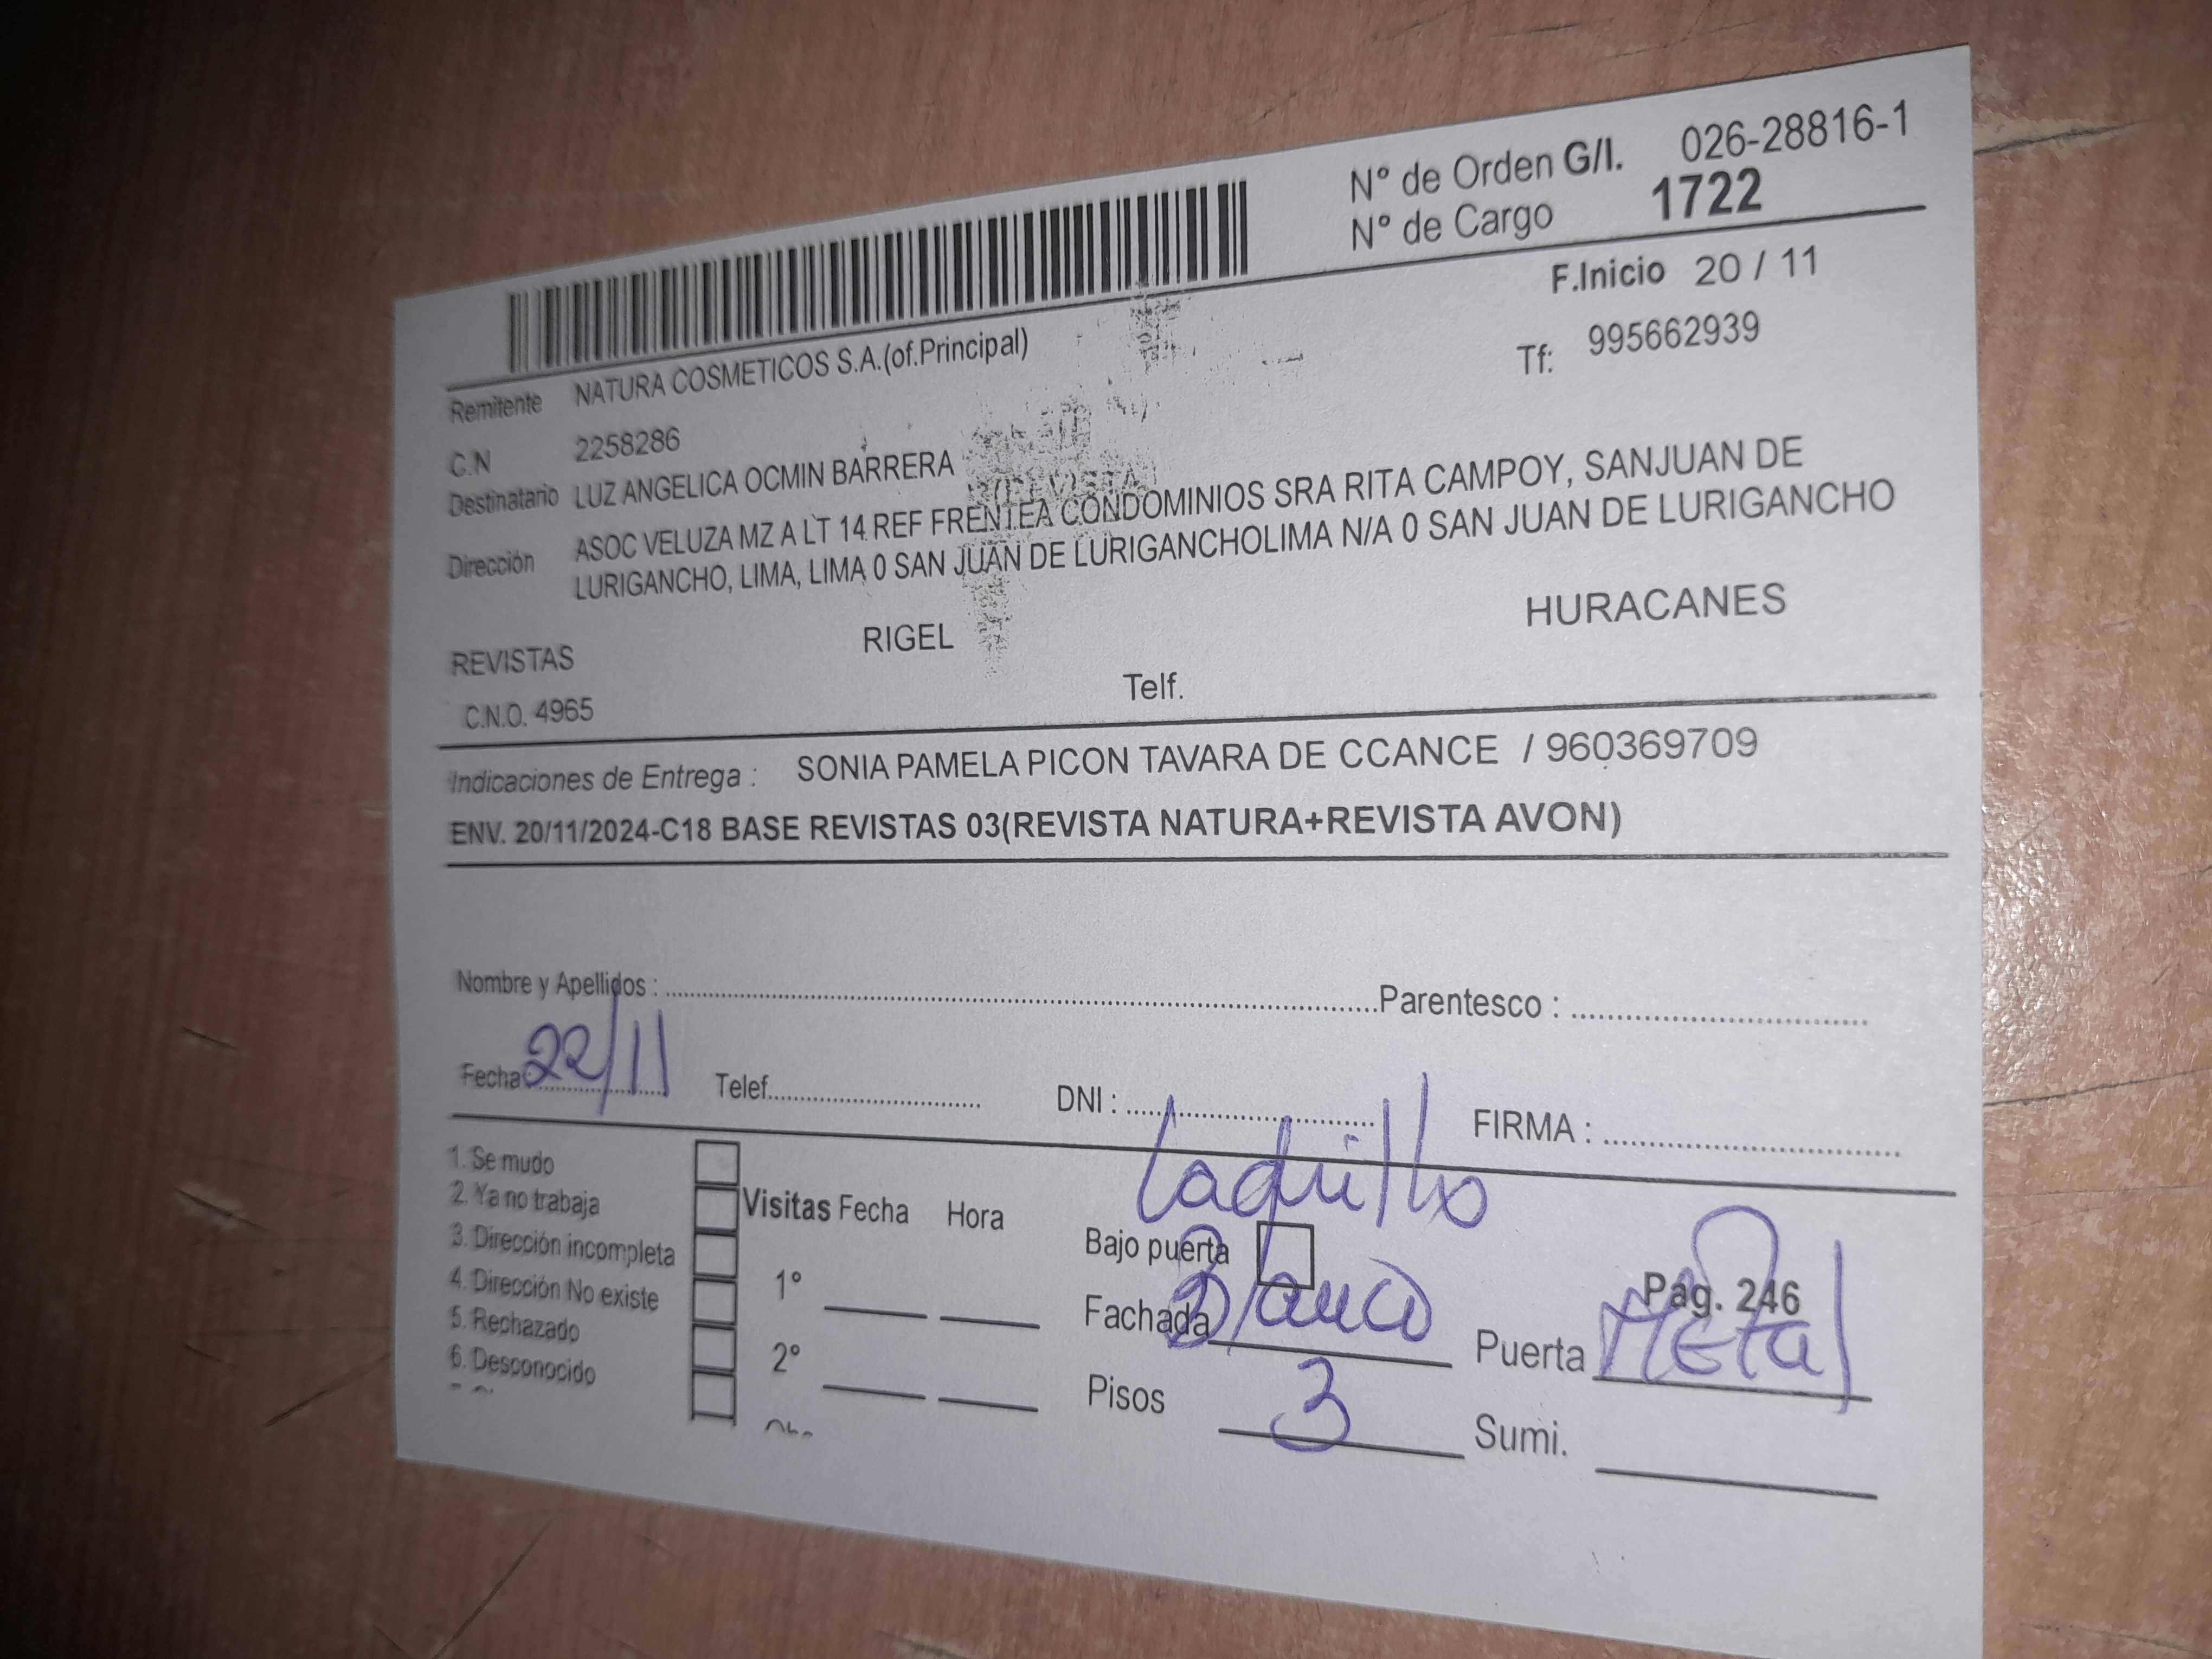 N° de Orden G/I. 026-28816-1
N° de Cargo 1722
F.Inicio 20 / 11
Remitente NATURA COSMETICOS S.A.(of.Principal)
Tf: 995662939
C.N 2258286
Destinatario LUZ ANGELICA OCMIN BARRERA
Dirección ASOC VELUZA MZ A LT 14 REF FRENTEA CONDOMINIOS SRA RITA CAMPOY, SANJUAN DE
LURIGANCHO, LIMA, LIMA 0 SAN JUAN DE LURIGANCHOLIMA N/A 0 SAN JUAN DE LURIGANCHO
REVISTAS RIGEL HURACANES
C.N.O. 4965 Telf.
Indicaciones de Entrega : SONIA PAMELA PICON TAVARA DE CCANCE / 960369709
ENV. 20/11/2024-C18 BASE REVISTAS 03(REVISTA NATURA+REVISTA AVON)
Nombre y Apellidos : Parentesco :
Fecha 22/11 Telef. DNI : FIRMA :
1. Se mudo
2. Ya no trabaja
3. Dirección incompleta
4. Dirección No existe
5. Rechazado
6. Desconocido
Visitas Fecha Hora
1°
2°
Ladrillo
Bajo puerta
Fachada Blanco
Pag. 246
Puerta Metal
Pisos 3
Sumi.